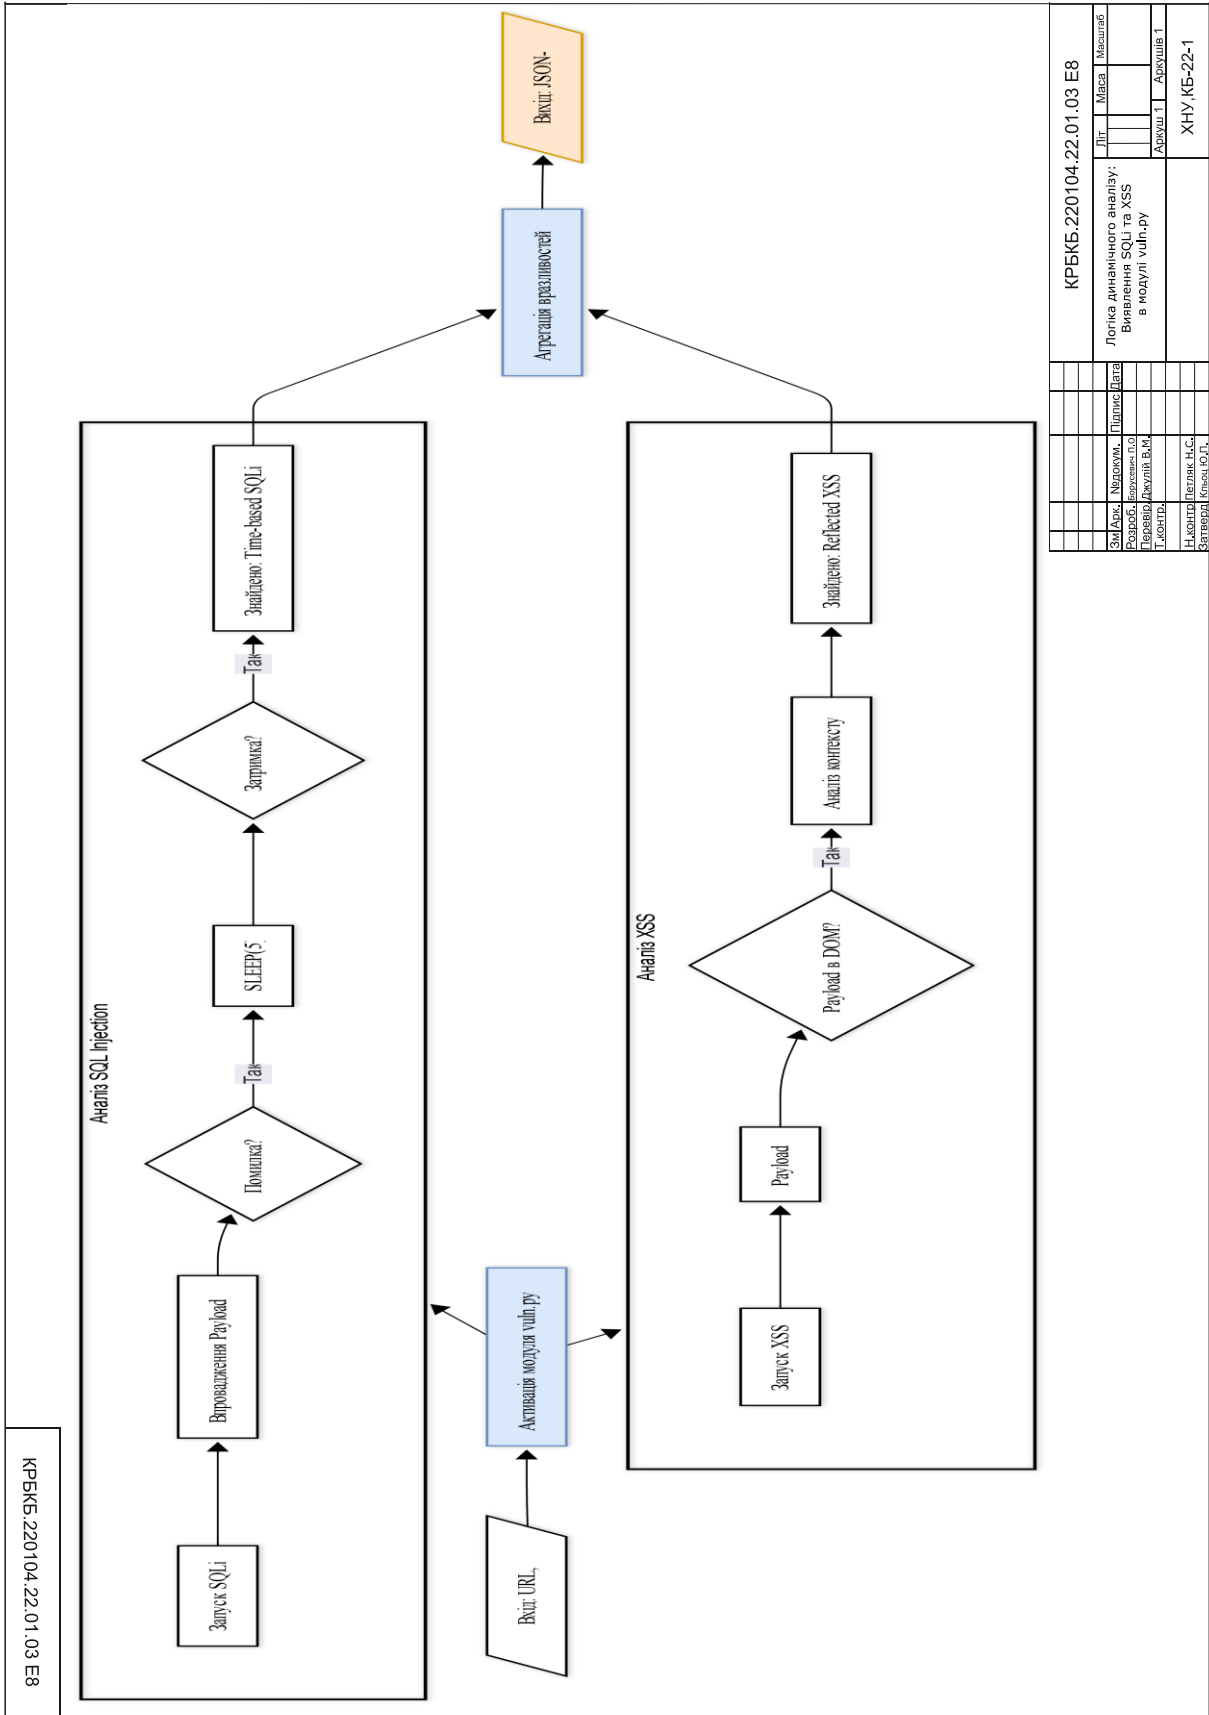 КРБКБ.220104.22.01.03 Е8
Аналіз SQL Injection
Запуск SQLi
Впровадження Payload
Помилка?
Так
SLEEP(5
Затримка?
Так
Знайдено: Time-based SQLi
Вхід: URL,
Активація модуля vuln.py
Агрегація вразливостей
Вихід: JSON-
Аналіз XSS
Запуск XSS
Payload
Payload в DOM?
Так
Аналіз контексту
Знайдено: Reflected XSS
КРБКБ.220104.22.01.03 Е8
Зм Арк. №докум. Підпис Дата
Розроб. Борусевич П.О
Перевір. Джулій В.М.
Т.контр.
Н.контр Петляк Н.С.
Затверд Кльоц Ю.П.
Логіка динамічного аналізу:
Виявлення SQLi та XSS
в модулі vuln.py
Літ Маса Масштаб
Аркуш 1 Аркушів 1
ХНУ,КБ-22-1